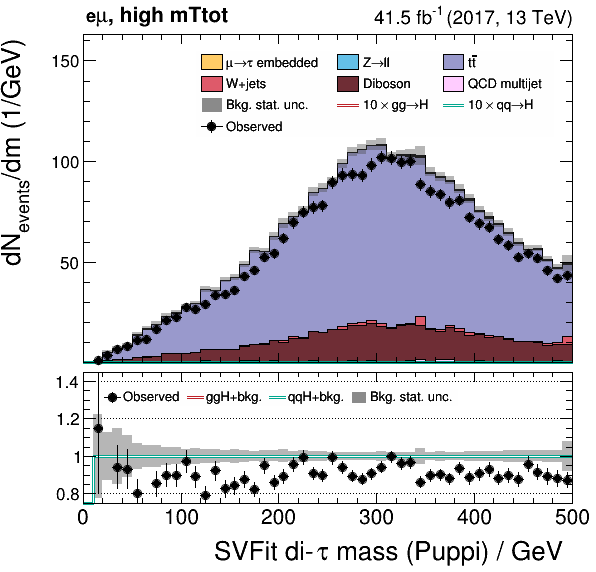 eμ, high mTtot 41.5 fb⁻¹ (2017, 13 TeV)
dN_events/dm (1/GeV)
150
100
50
μ→τ embedded Z→ll tt̄
W+jets Diboson QCD multijet
Bkg. stat. unc. 10 × gg→H 10 × qq→H
Observed
1.4
1.2
1
0.8
Observed ggH+bkg. qqH+bkg. Bkg. stat. unc.
0 100 200 300 400 500
SVFit di-τ mass (Puppi) / GeV